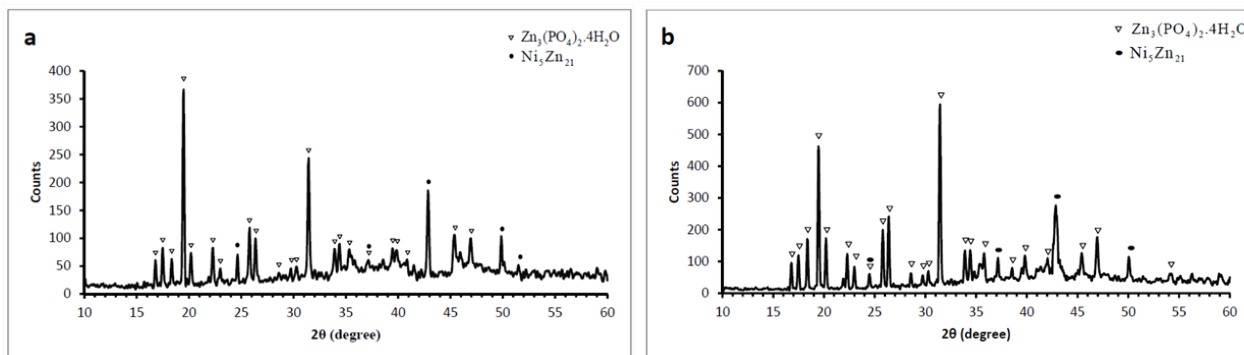 a
▽ Zn₃(PO₄)₂.4H₂O
● Ni₅Zn₂₁
400
350
300
250
200
150
100
50
0
Counts
10 15 20 25 30 35 40 45 50 55 60
2θ (degree)
b
▽ Zn₃(PO₄)₂.4H₂O
● Ni₅Zn₂₁
700
600
500
400
300
200
100
0
Counts
10 15 20 25 30 35 40 45 50 55 60
2θ (degree)